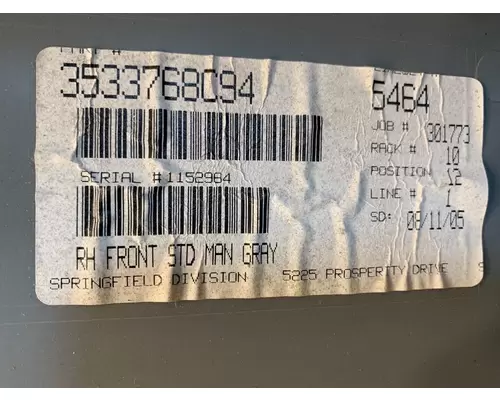 PART #
3533768C94
5464
JOB # 301773
RACK # 10
POSITION 12
SERIAL #1152984
LINE # 1
SD: 08/11/05
RH FRONT STD MAN GRAY
SPRINGFIELD DIVISION 5225 PROSPERITY DRIVE S